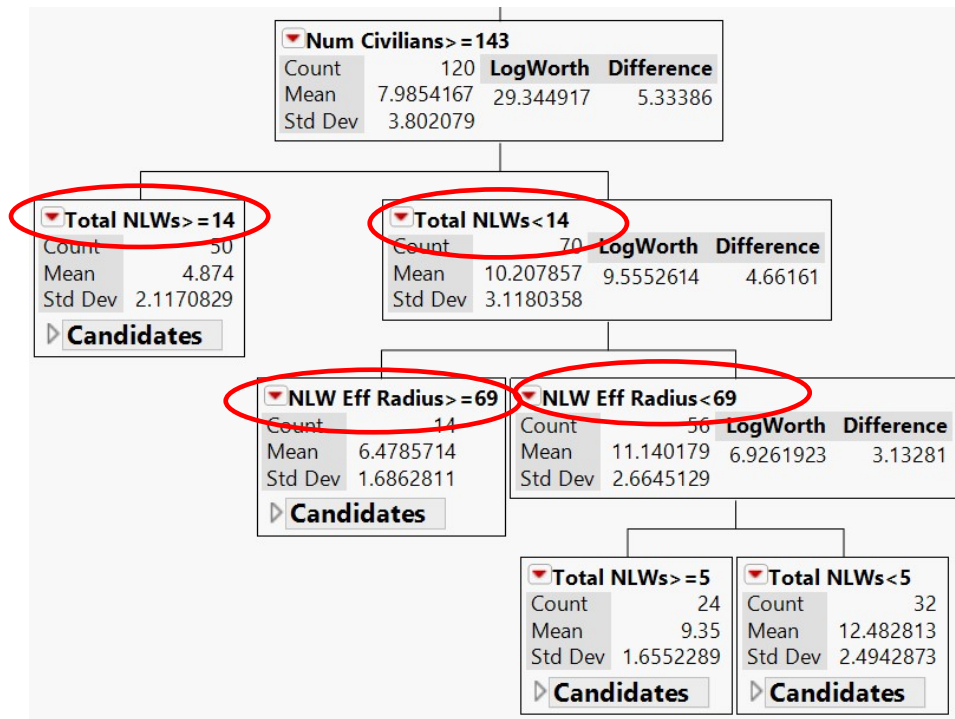 Num Civilians>=143
Count 120 LogWorth Difference
Mean 7.9854167 29.344917 5.33386
Std Dev 3.802079
Total NLWs>=14
Count 50
Mean 4.874
Std Dev 2.1170829
Candidates
Total NLWs<14
Count 70 LogWorth Difference
Mean 10.207857 9.5552614 4.66161
Std Dev 3.1180358
NLW Eff Radius>=69
Count 14
Mean 6.4785714
Std Dev 1.6862811
Candidates
NLW Eff Radius<69
Count 56 LogWorth Difference
Mean 11.140179 6.9261923 3.13281
Std Dev 2.6645129
Total NLWs>=5
Count 24
Mean 9.35
Std Dev 1.6552289
Candidates
Total NLWs<5
Count 32
Mean 12.482813
Std Dev 2.4942873
Candidates